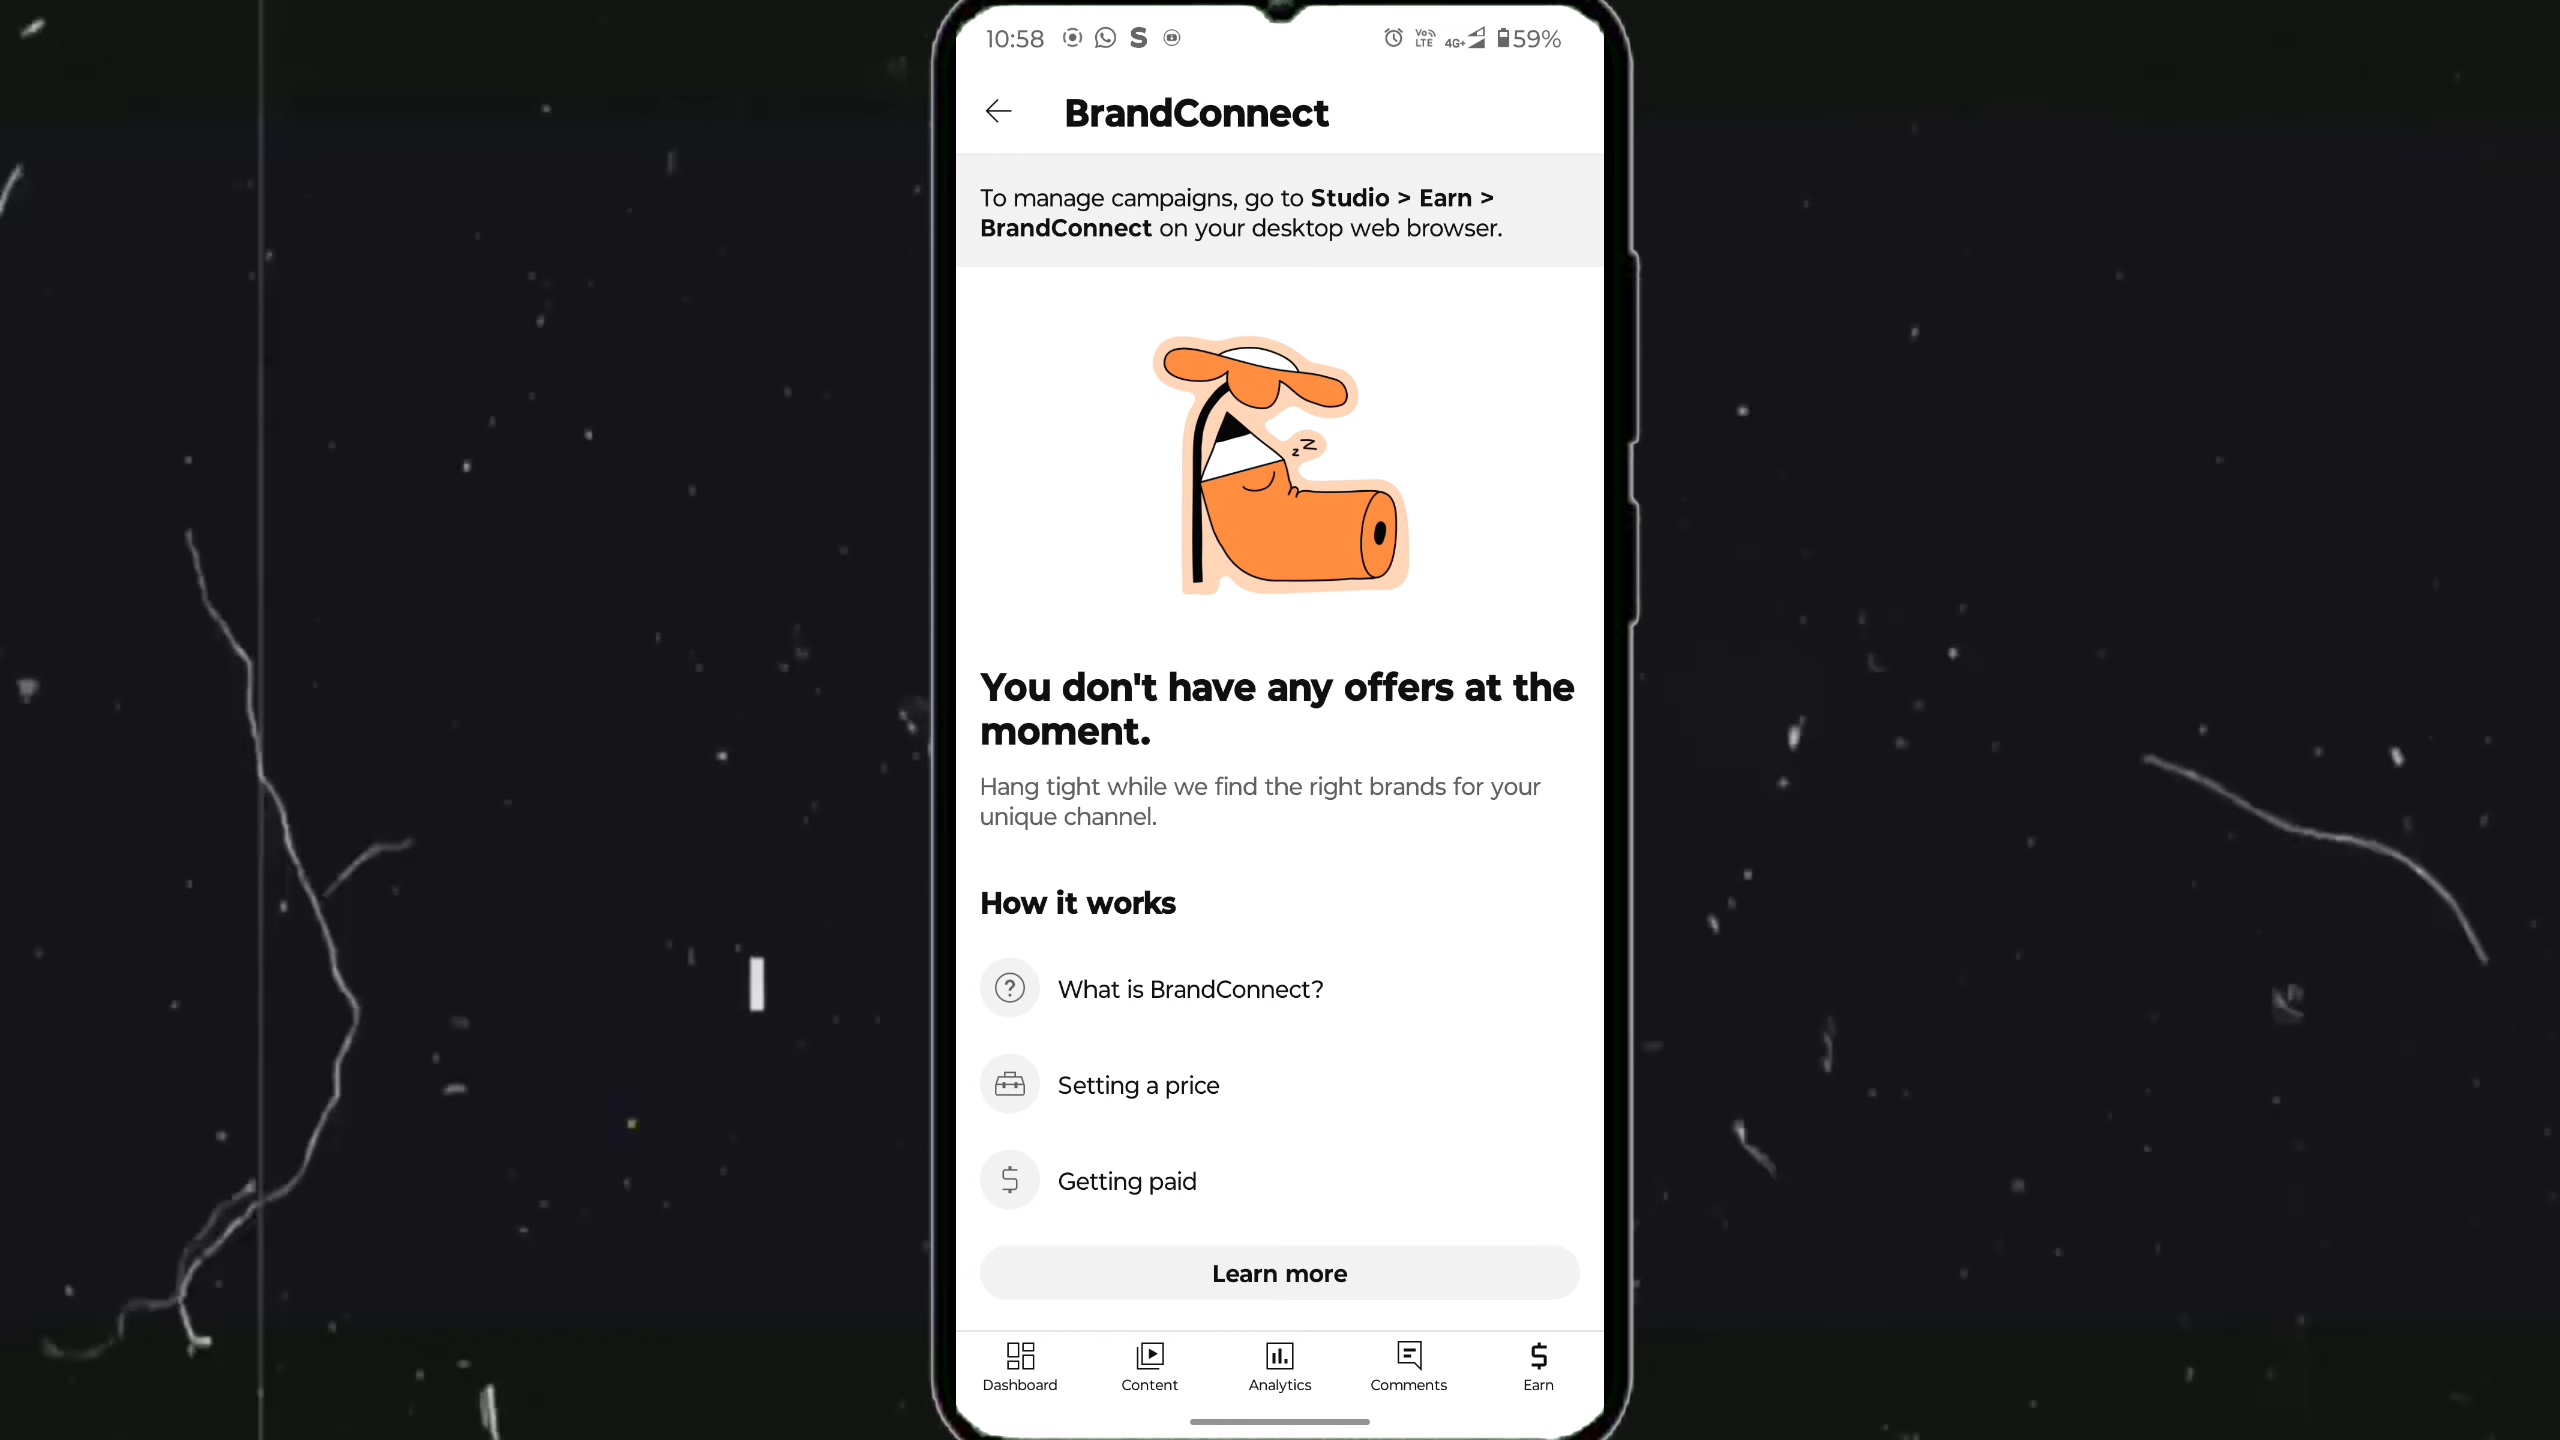 10:58 S VoLTE 4G+ 59%
BrandConnect
To manage campaigns, go to Studio > Earn >
BrandConnect on your desktop web browser.
z Z
You don't have any offers at the
moment.
Hang tight while we find the right brands for your
unique channel.
How it works
? What is BrandConnect?
Setting a price
$ Getting paid
Learn more
Dashboard Content Analytics Comments Earn